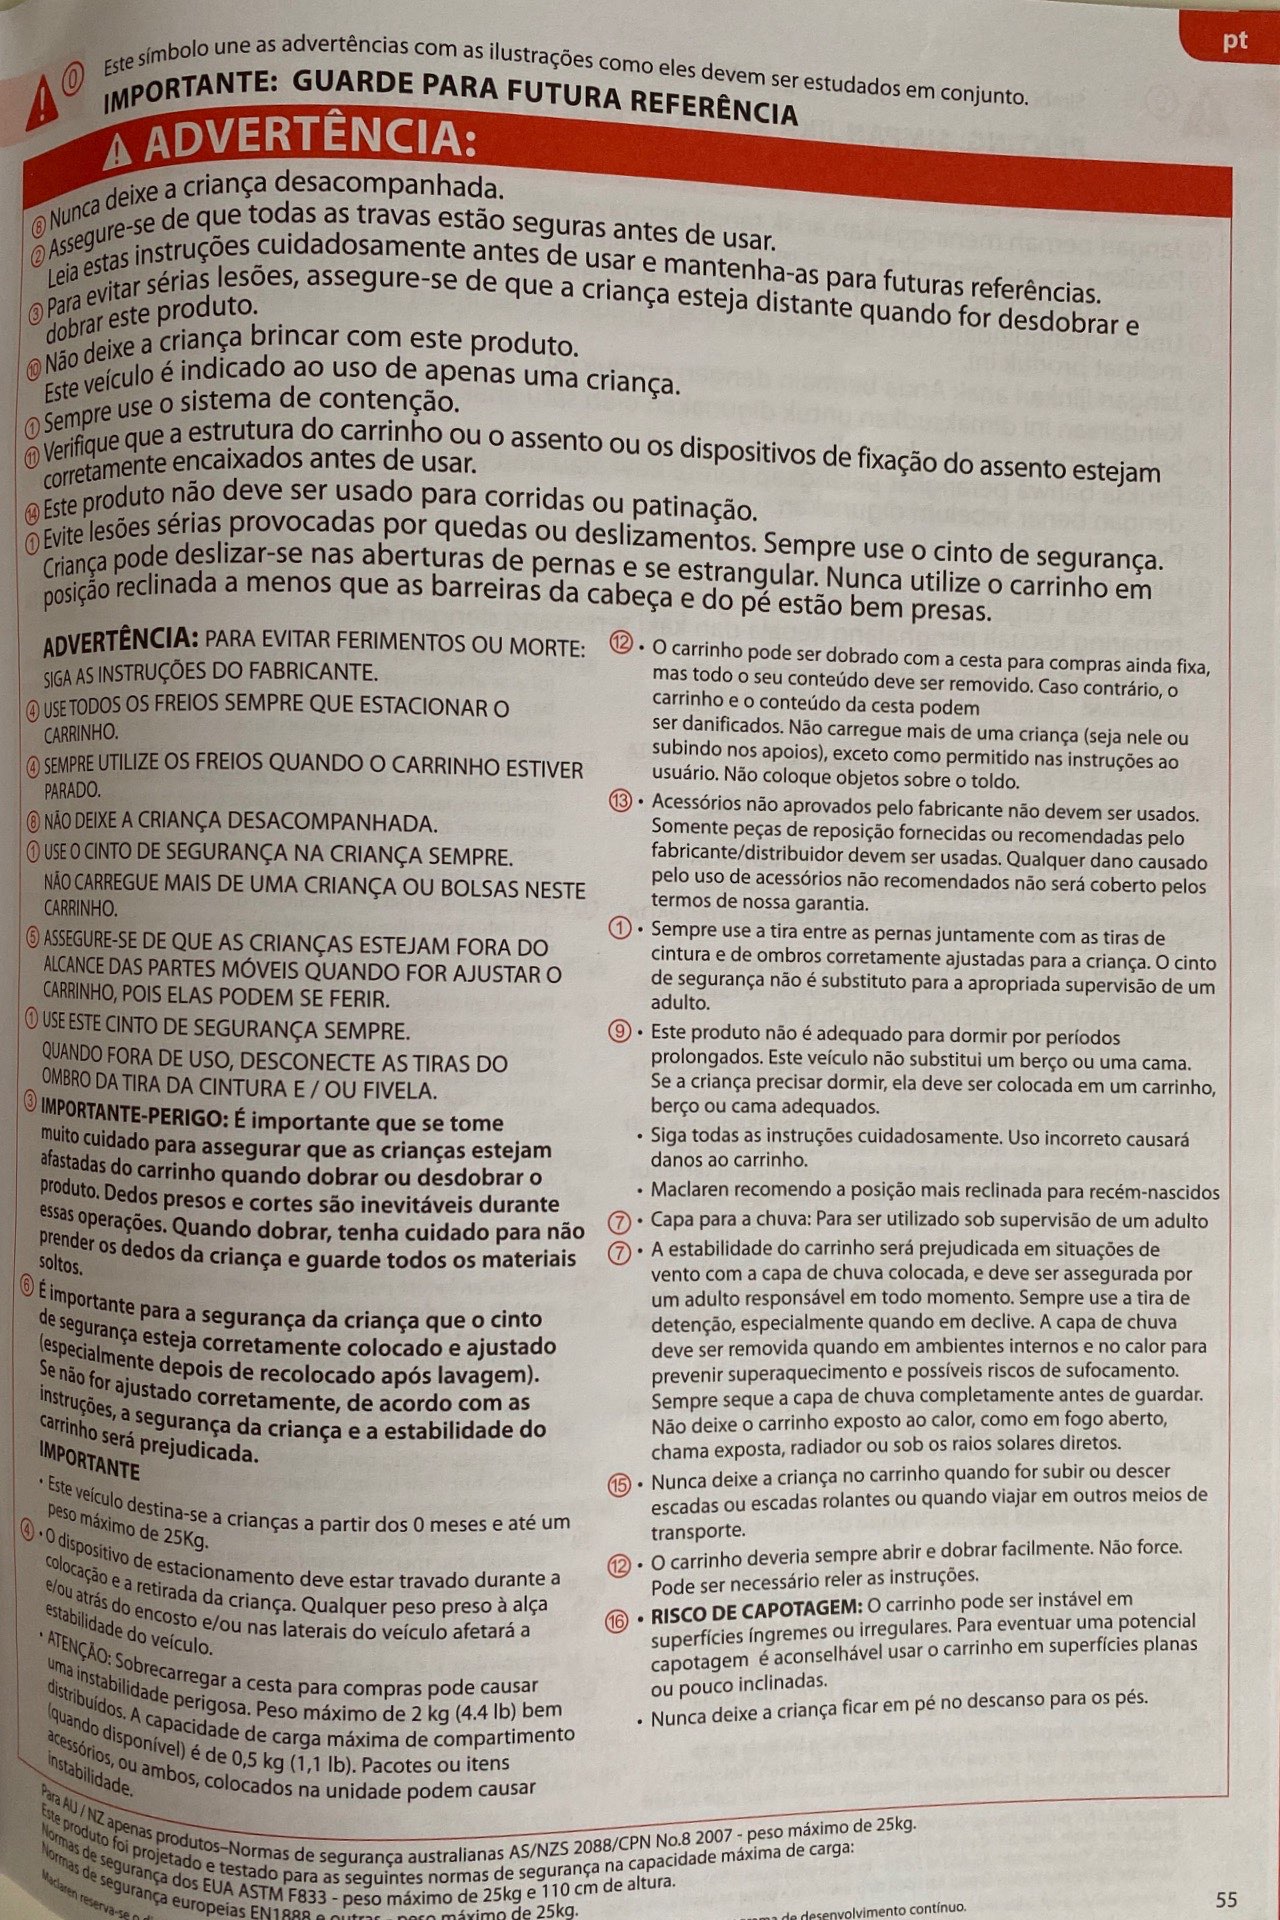 pt
Este símbolo une as advertências com as ilustrações como eles devem ser estudados em conjunto.
IMPORTANTE: GUARDE PARA FUTURA REFERÊNCIA
ADVERTÊNCIA:
⑧ Nunca deixe a criança desacompanhada.
② Assegure-se de que todas as travas estão seguras antes de usar.
Leia estas instruções cuidadosamente antes de usar e mantenha-as para futuras referências.
③ Para evitar sérias lesões, assegure-se de que a criança esteja distante quando for desdobrar e
dobrar este produto.
⑩ Não deixe a criança brincar com este produto.
Este veículo é indicado ao uso de apenas uma criança.
① Sempre use o sistema de contenção.
⑪ Verifique que a estrutura do carrinho ou o assento ou os dispositivos de fixação do assento estejam
corretamente encaixados antes de usar.
⑭ Este produto não deve ser usado para corridas ou patinação.
① Evite lesões sérias provocadas por quedas ou deslizamentos. Sempre use o cinto de segurança.
Criança pode deslizar-se nas aberturas de pernas e se estrangular. Nunca utilize o carrinho em
posição reclinada a menos que as barreiras da cabeça e do pé estão bem presas.
ADVERTÊNCIA: PARA EVITAR FERIMENTOS OU MORTE:
SIGA AS INSTRUÇÕES DO FABRICANTE.
④ USE TODOS OS FREIOS SEMPRE QUE ESTACIONAR O
CARRINHO.
④ SEMPRE UTILIZE OS FREIOS QUANDO O CARRINHO ESTIVER
PARADO.
⑧ NÃO DEIXE A CRIANÇA DESACOMPANHADA.
① USE O CINTO DE SEGURANÇA NA CRIANÇA SEMPRE.
NÃO CARREGUE MAIS DE UMA CRIANÇA OU BOLSAS NESTE
CARRINHO.
⑤ ASSEGURE-SE DE QUE AS CRIANÇAS ESTEJAM FORA DO
ALCANCE DAS PARTES MÓVEIS QUANDO FOR AJUSTAR O
CARRINHO, POIS ELAS PODEM SE FERIR.
① USE ESTE CINTO DE SEGURANÇA SEMPRE.
QUANDO FORA DE USO, DESCONECTE AS TIRAS DO
OMBRO DA TIRA DA CINTURA E / OU FIVELA.
③ IMPORTANTE-PERIGO: É importante que se tome
muito cuidado para assegurar que as crianças estejam
afastadas do carrinho quando dobrar ou desdobrar o
produto. Dedos presos e cortes são inevitáveis durante
essas operações. Quando dobrar, tenha cuidado para não
prender os dedos da criança e guarde todos os materiais
soltos.
⑥ É importante para a segurança da criança que o cinto
de segurança esteja corretamente colocado e ajustado
(especialmente depois de recolocado após lavagem).
Se não for ajustado corretamente, de acordo com as
instruções, a segurança da criança e a estabilidade do
carrinho será prejudicada.
IMPORTANTE
• Este veículo destina-se a crianças a partir dos 0 meses e até um
peso máximo de 25Kg.
④ • O dispositivo de estacionamento deve estar travado durante a
colocação e a retirada da criança. Qualquer peso preso à alça
e/ou atrás do encosto e/ou nas laterais do veículo afetará a
estabilidade do veículo.
• ATENÇÃO: Sobrecarregar a cesta para compras pode causar
uma instabilidade perigosa. Peso máximo de 2 kg (4.4 lb) bem
distribuídos. A capacidade de carga máxima de compartimento
(quando disponível) é de 0,5 kg (1,1 lb). Pacotes ou itens
acessórios, ou ambos, colocados na unidade podem causar
instabilidade.
⑫ • O carrinho pode ser dobrado com a cesta para compras ainda fixa,
mas todo o seu conteúdo deve ser removido. Caso contrário, o
carrinho e o conteúdo da cesta podem
ser danificados. Não carregue mais de uma criança (seja nele ou
subindo nos apoios), exceto como permitido nas instruções ao
usuário. Não coloque objetos sobre o toldo.
⑬ • Acessórios não aprovados pelo fabricante não devem ser usados.
Somente peças de reposição fornecidas ou recomendadas pelo
fabricante/distribuidor devem ser usadas. Qualquer dano causado
pelo uso de acessórios não recomendados não será coberto pelos
termos de nossa garantia.
① • Sempre use a tira entre as pernas juntamente com as tiras de
cintura e de ombros corretamente ajustadas para a criança. O cinto
de segurança não é substituto para a apropriada supervisão de um
adulto.
⑨ • Este produto não é adequado para dormir por períodos
prolongados. Este veículo não substitui um berço ou uma cama.
Se a criança precisar dormir, ela deve ser colocada em um carrinho,
berço ou cama adequados.
• Siga todas as instruções cuidadosamente. Uso incorreto causará
danos ao carrinho.
• Maclaren recomendo a posição mais reclinada para recém-nascidos
⑦ • Capa para a chuva: Para ser utilizado sob supervisão de um adulto
⑦ • A estabilidade do carrinho será prejudicada em situações de
vento com a capa de chuva colocada, e deve ser assegurada por
um adulto responsável em todo momento. Sempre use a tira de
detenção, especialmente quando em declive. A capa de chuva
deve ser removida quando em ambientes internos e no calor para
prevenir superaquecimento e possíveis riscos de sufocamento.
Sempre seque a capa de chuva completamente antes de guardar.
Não deixe o carrinho exposto ao calor, como em fogo aberto,
chama exposta, radiador ou sob os raios solares diretos.
⑮ • Nunca deixe a criança no carrinho quando for subir ou descer
escadas ou escadas rolantes ou quando viajar em outros meios de
transporte.
⑫ • O carrinho deveria sempre abrir e dobrar facilmente. Não force.
Pode ser necessário reler as instruções.
⑯ • RISCO DE CAPOTAGEM: O carrinho pode ser instável em
superfícies íngremes ou irregulares. Para eventuar uma potencial
capotagem é aconselhável usar o carrinho em superfícies planas
ou pouco inclinadas.
• Nunca deixe a criança ficar em pé no descanso para os pés.
Para AU / NZ apenas produtos–Normas de segurança australianas AS/NZS 2088/CPN No.8 2007 - peso máximo de 25kg.
Este produto foi projetado e testado para as seguintes normas de segurança na capacidade máxima de carga:
Normas de segurança dos EUA ASTM F833 - peso máximo de 25kg e 110 cm de altura.
Normas de segurança europeias EN1888 e outras - peso máximo de 25kg.
Maclaren reserva-se o de desenvolvimento contínuo.
55